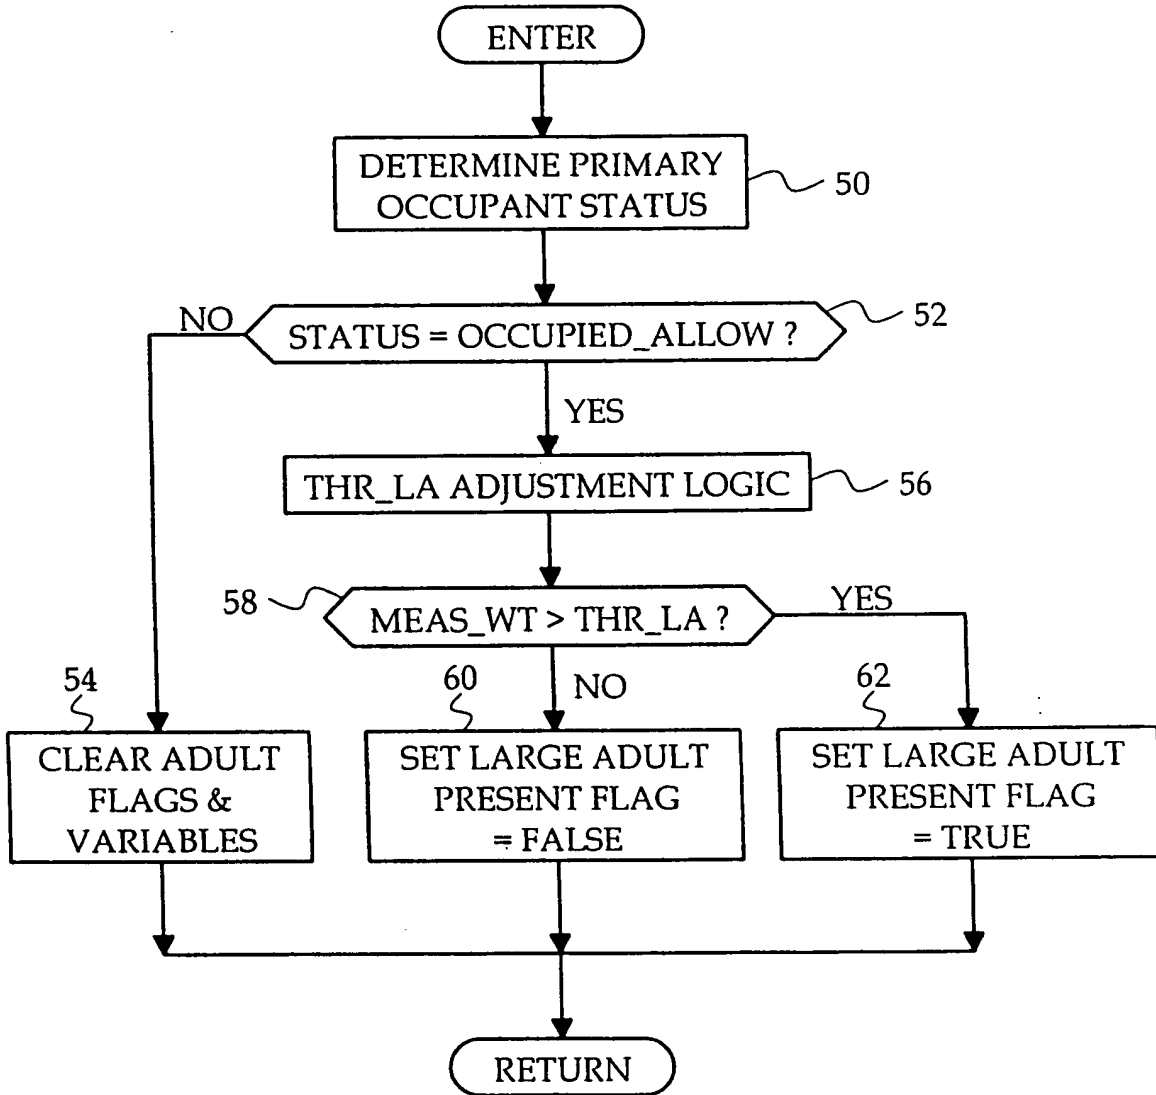 ENTER
DETERMINE PRIMARY
OCCUPANT STATUS
50
NO
STATUS = OCCUPIED_ALLOW ?
52
YES
THR_LA ADJUSTMENT LOGIC
56
58
MEAS_WT > THR_LA ?
YES
54
60
NO
62
CLEAR ADULT
FLAGS &
VARIABLES
SET LARGE ADULT
PRESENT FLAG
= FALSE
SET LARGE ADULT
PRESENT FLAG
= TRUE
RETURN